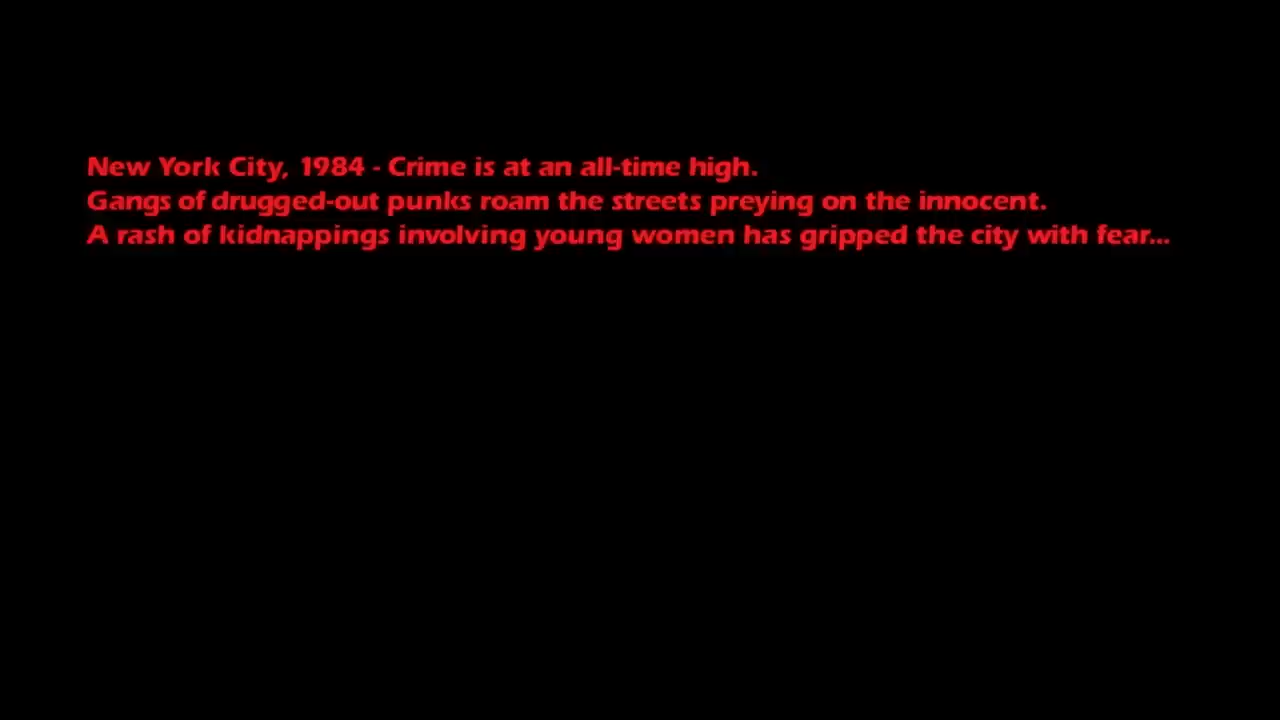 New York City, 1984 - Crime is at an all-time high.
Gangs of drugged-out punks roam the streets preying on the innocent.
A rash of kidnappings involving young women has gripped the city with fear...